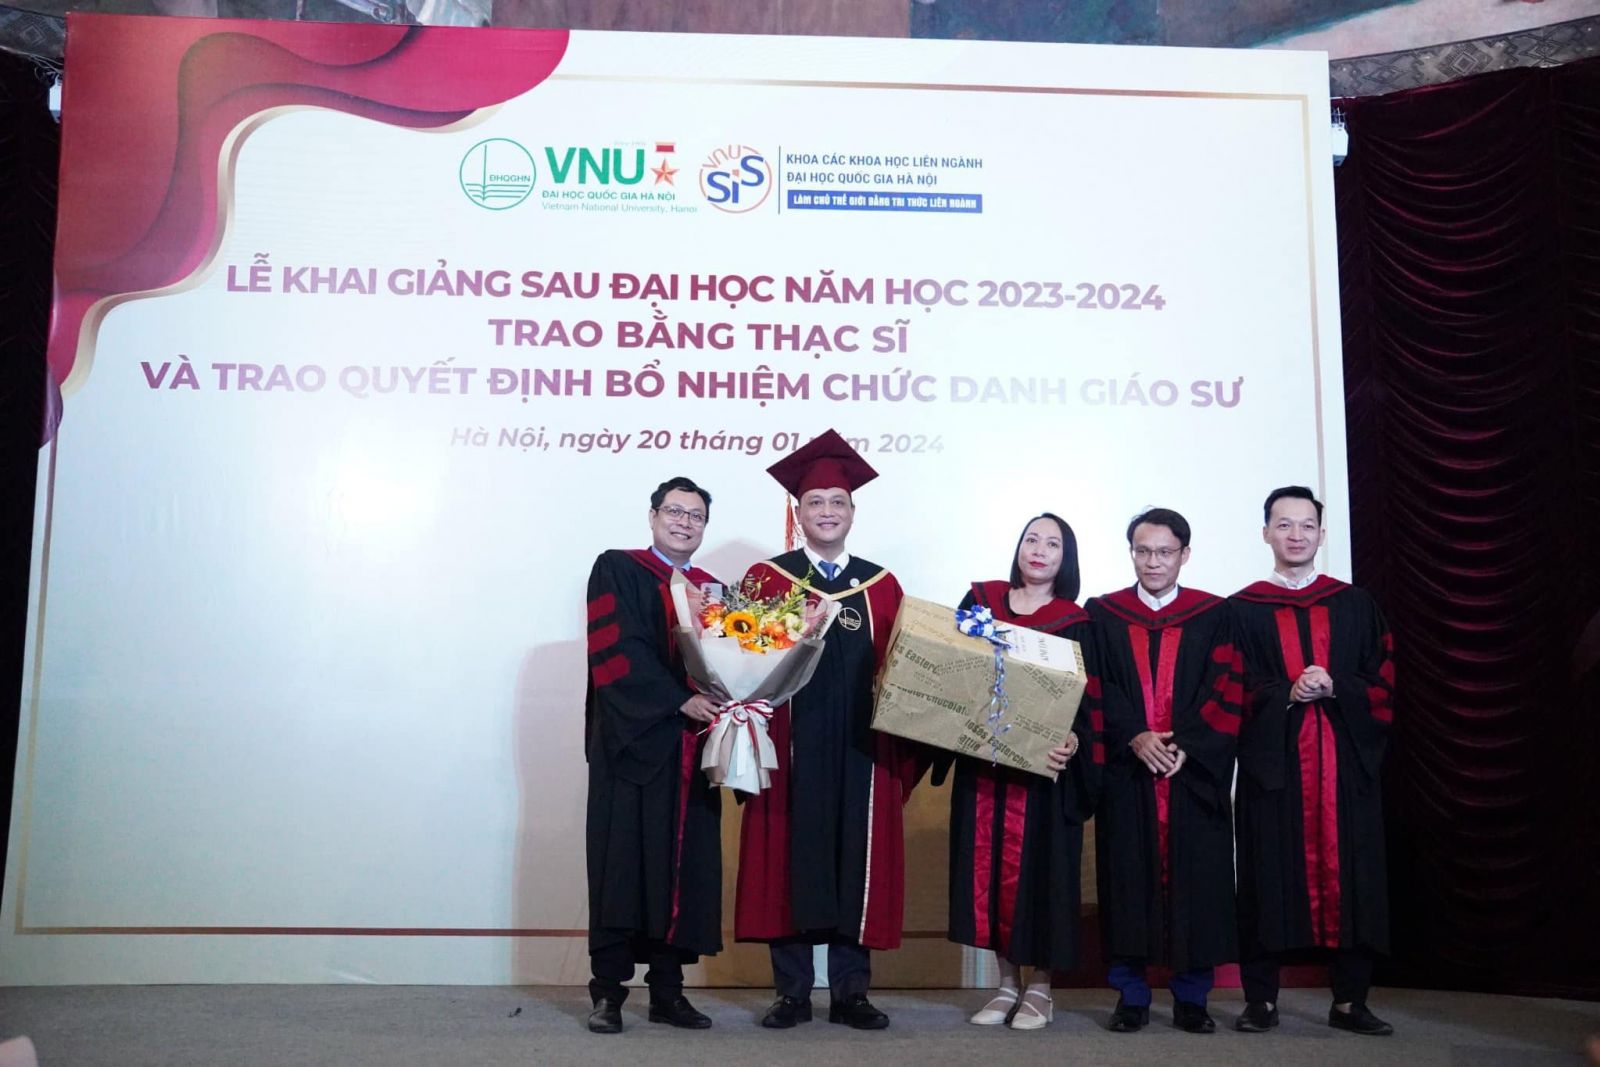 ĐHQGHN
VNU
ĐẠI HỌC QUỐC GIA HÀ NỘI
Vietnam National University, Hanoi
VNU
SiS
KHOA CÁC KHOA HỌC LIÊN NGÀNH
ĐẠI HỌC QUỐC GIA HÀ NỘI
LÀM CHỦ THẾ GIỚI BẰNG TRI THỨC LIÊN NGÀNH
LỄ KHAI GIẢNG SAU ĐẠI HỌC NĂM HỌC 2023-2024
TRAO BẰNG THẠC SĨ
VÀ TRAO QUYẾT ĐỊNH BỔ NHIỆM CHỨC DANH GIÁO SƯ
Hà Nội, ngày 20 tháng 01 năm 2024